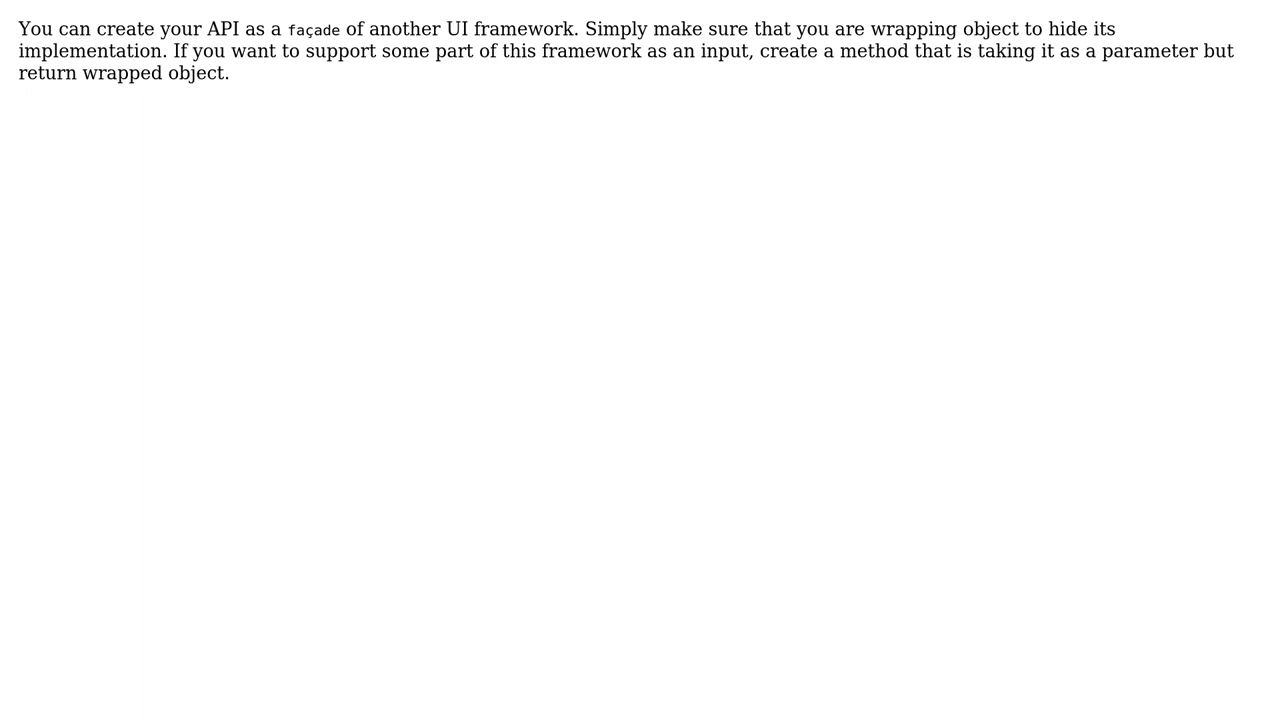 You can create your API as a façade of another UI framework. Simply make sure that you are wrapping object to hide its
implementation. If you want to support some part of this framework as an input, create a method that is taking it as a parameter but
return wrapped object.